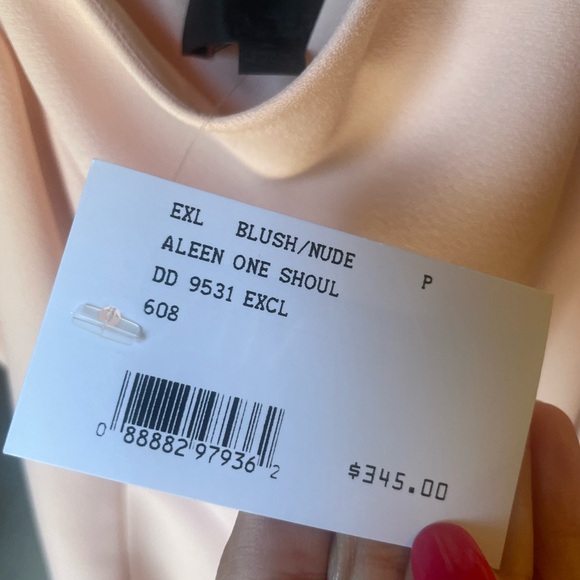 EXL BLUSH/NUDE P
ALEEN ONE SHOUL
DD 9531 EXCL
608
0 88882 97936 2
$345.00